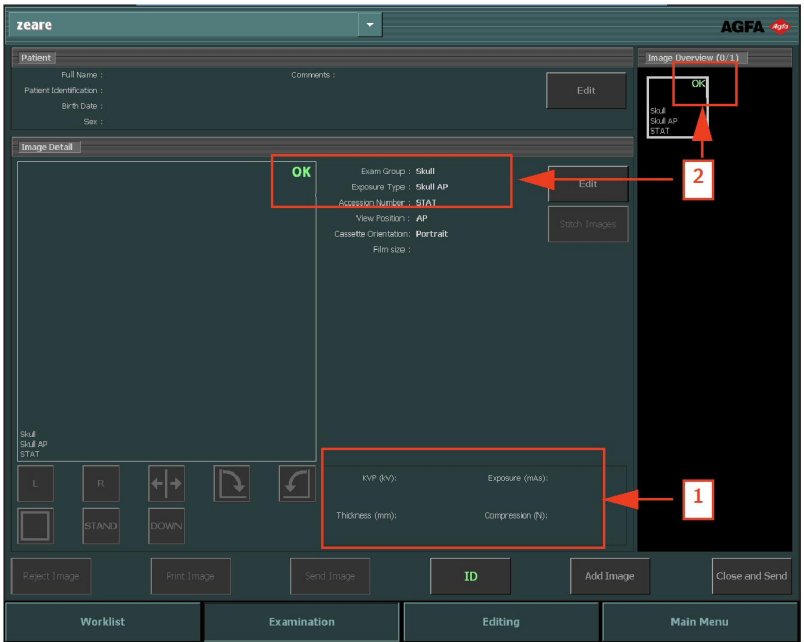 zeare
AGFA Agfa
Patient
Full Name :
Comments :
Patient Identification :
Birth Date :
Sex :
Edit
Image Overview (0/1)
OK
Skull
Skull AP
STAT
2
Image Detail
OK
Exam Group : Skull
Exposure Type : Skull AP
Accession Number : STAT
View Position : AP
Cassette Orientation: Portrait
Film size :
Edit
Stitch Images
Skull
Skull AP
STAT
L R
STAND DOWN
KVP (kV): Exposure (mAs):
Thickness (mm): Compression (N):
1
Reject Image Print Image Send Image ID Add Image Close and Send
Worklist Examination Editing Main Menu